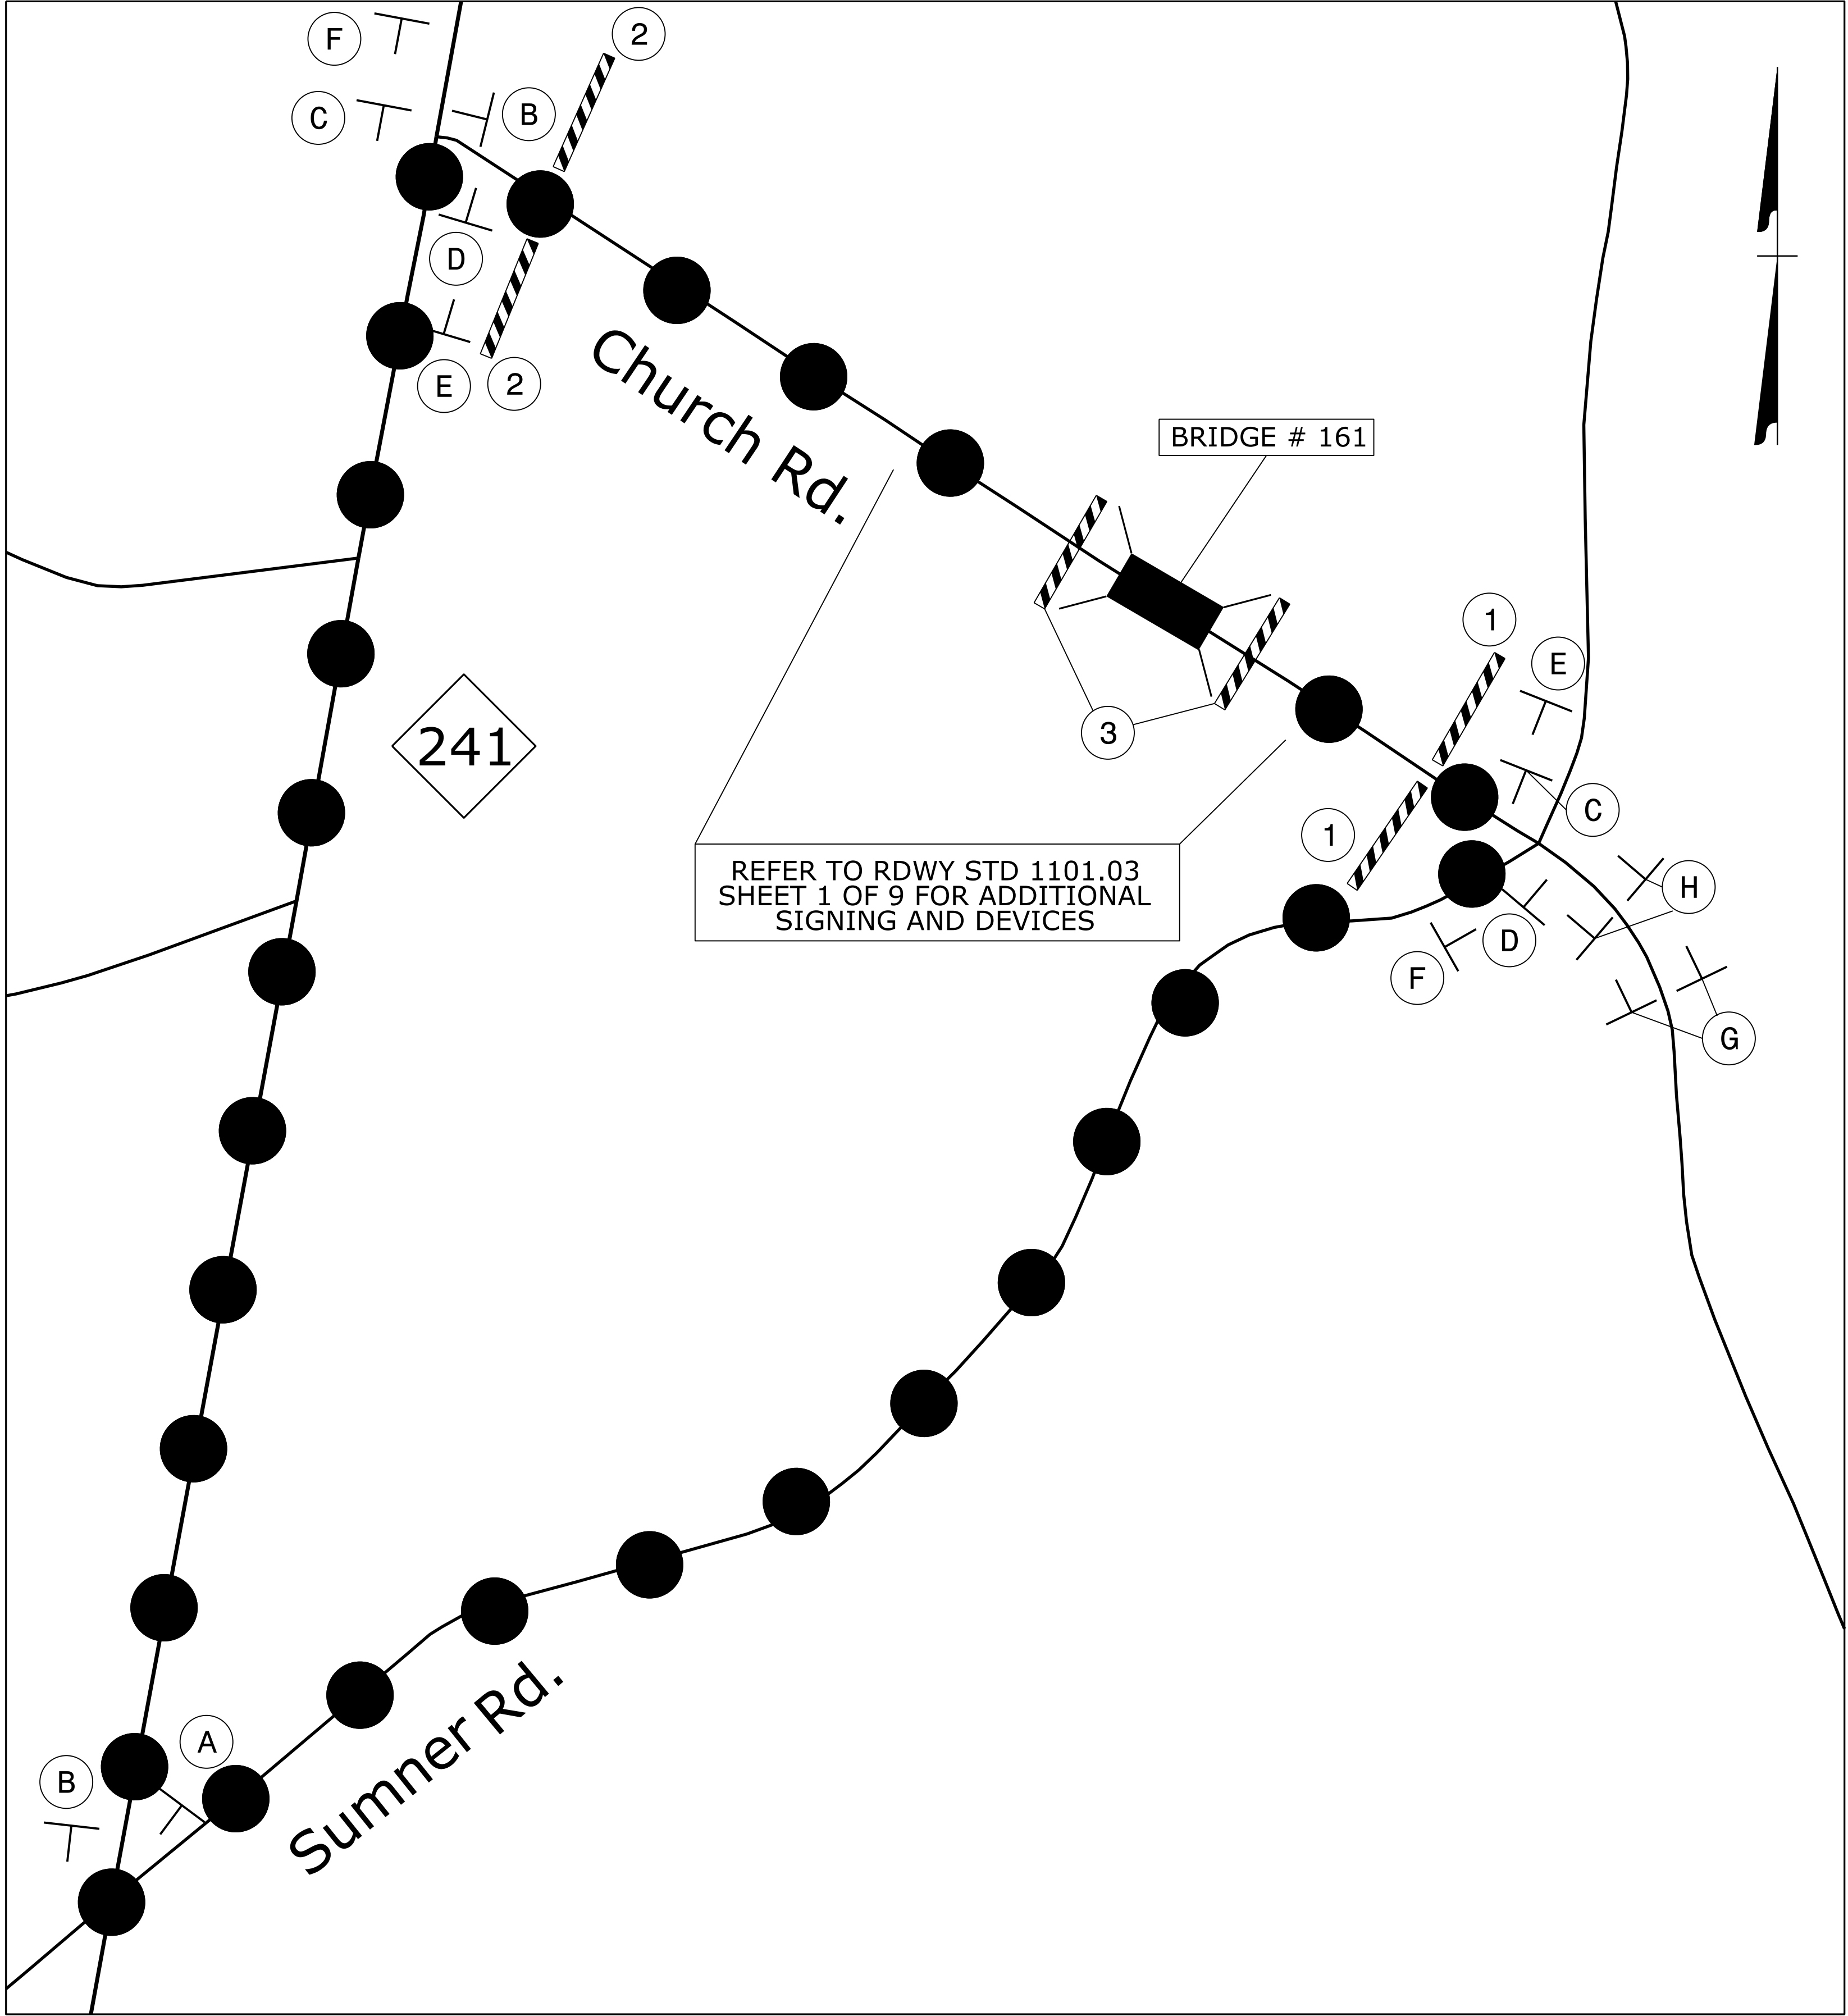 2
F
B
C
D
E
2
Church Rd.
BRIDGE # 161
1
E
3
241
C
1
REFER TO RDWY STD 1101.03
SHEET 1 OF 9 FOR ADDITIONAL
SIGNING AND DEVICES
H
D
F
G
Sumner Rd.
A
B